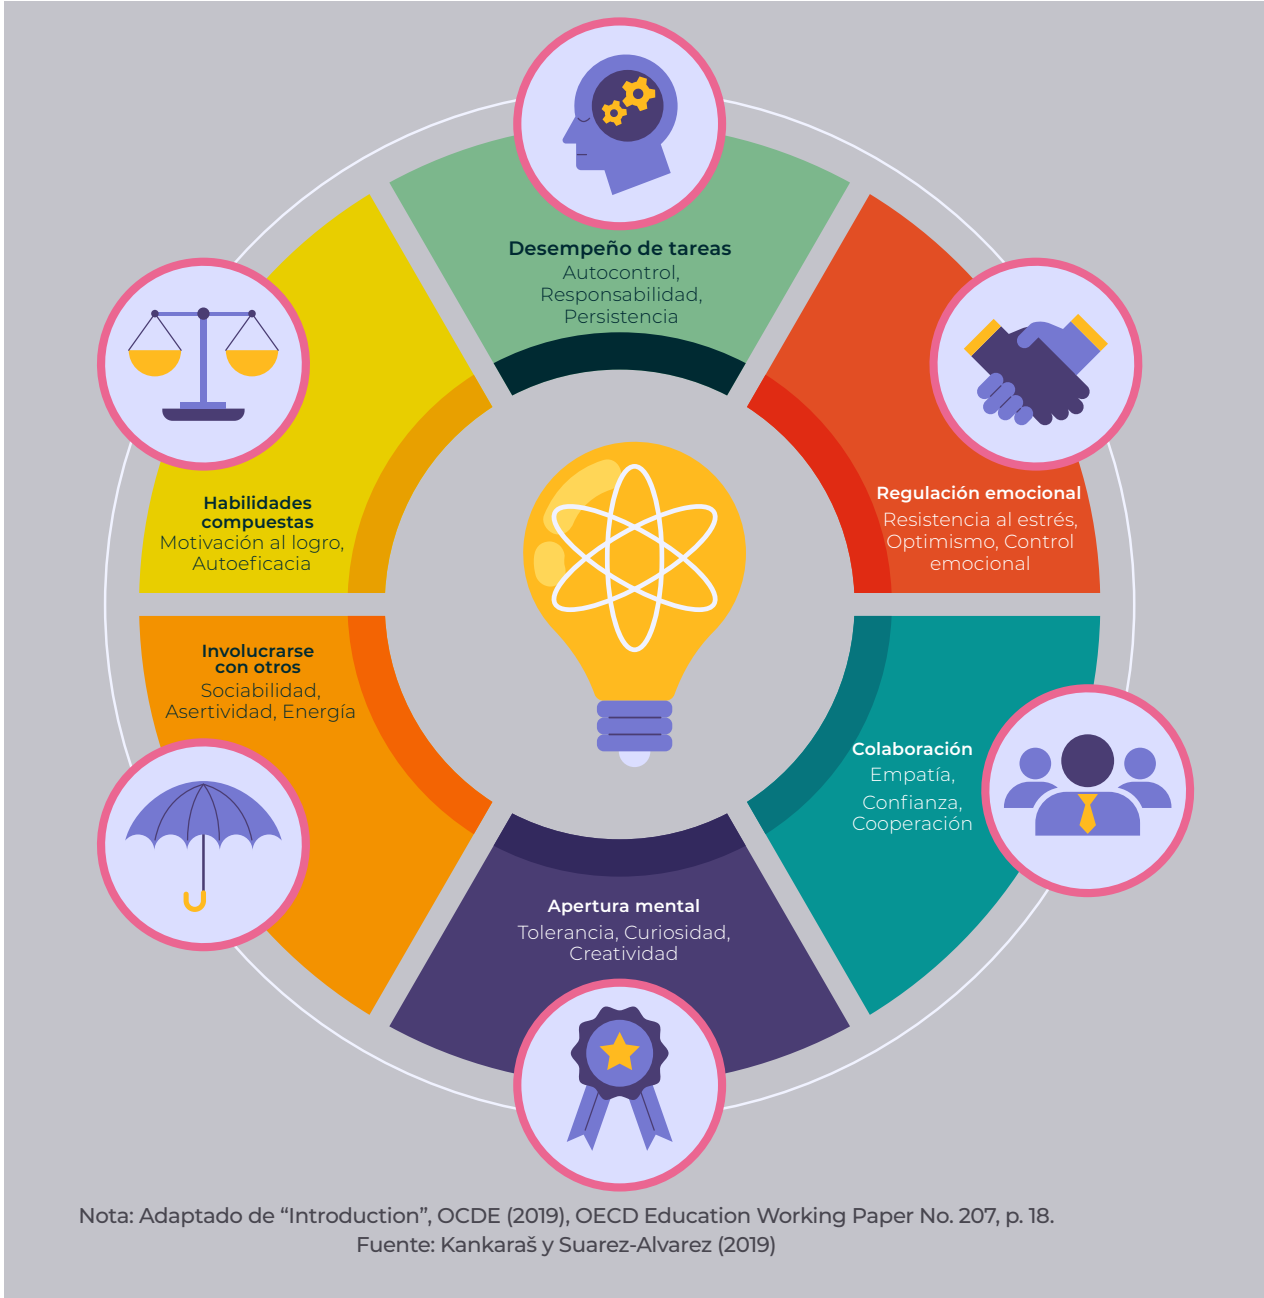 Desempeño de tareas
Autocontrol,
Responsabilidad,
Persistencia
Regulación emocional
Resistencia al estrés,
Optimismo, Control
emocional
Colaboración
Empatía,
Confianza,
Cooperación
Apertura mental
Tolerancia, Curiosidad,
Creatividad
Involucrarse
con otros
Sociabilidad,
Asertividad, Energía
Habilidades
compuestas
Motivación al logro,
Autoeficacia
Nota: Adaptado de “Introduction”, OCDE (2019), OECD Education Working Paper No. 207, p. 18.
Fuente: Kankaraš y Suarez-Alvarez (2019)